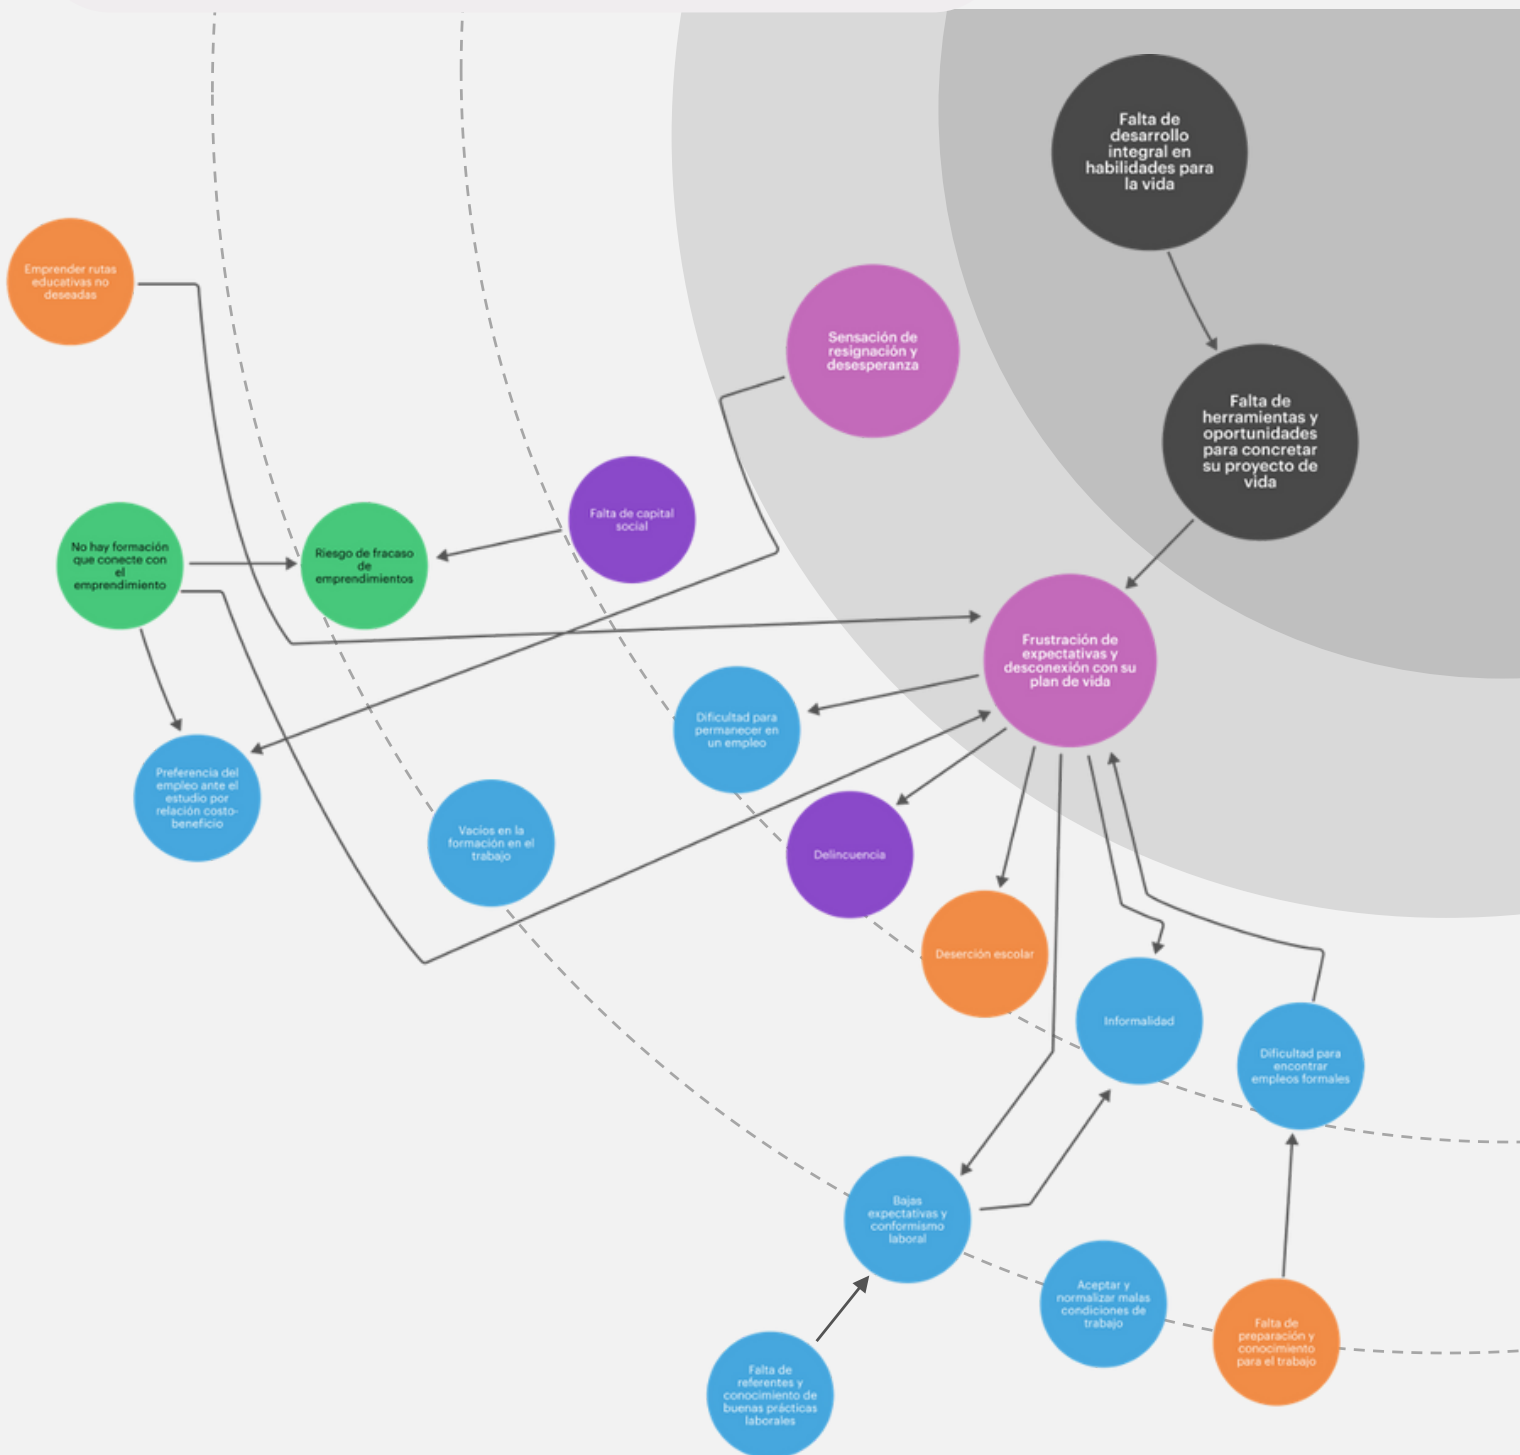 Falta de
desarrollo
integral en
habilidades para
la vida
Emprender rutas
educativas no
deseadas
Sensación de
resignación y
desesperanza
Falta de
herramientas y
oportunidades
para concretar
su proyecto de
vida
Falta de capital
social
No hay formación
que conecte con
el
emprendimiento
Riesgo de fracaso
de
emprendimientos
Frustración de
expectativas y
desconexión con su
plan de vida
Dificultad para
permanecer en
un empleo
Preferencia del
empleo ante el
estudio por
relación costo-
beneficio
Vacíos en la
formación en el
trabajo
Delincuencia
Deserción escolar
Informalidad
Dificultad para
encontrar
empleos formales
Bajas
expectativas y
conformismo
laboral
Aceptar y
normalizar malas
condiciones de
trabajo
Falta de
preparación y
conocimiento
para el trabajo
Falta de
referentes y
conocimiento de
buenas prácticas
laborales